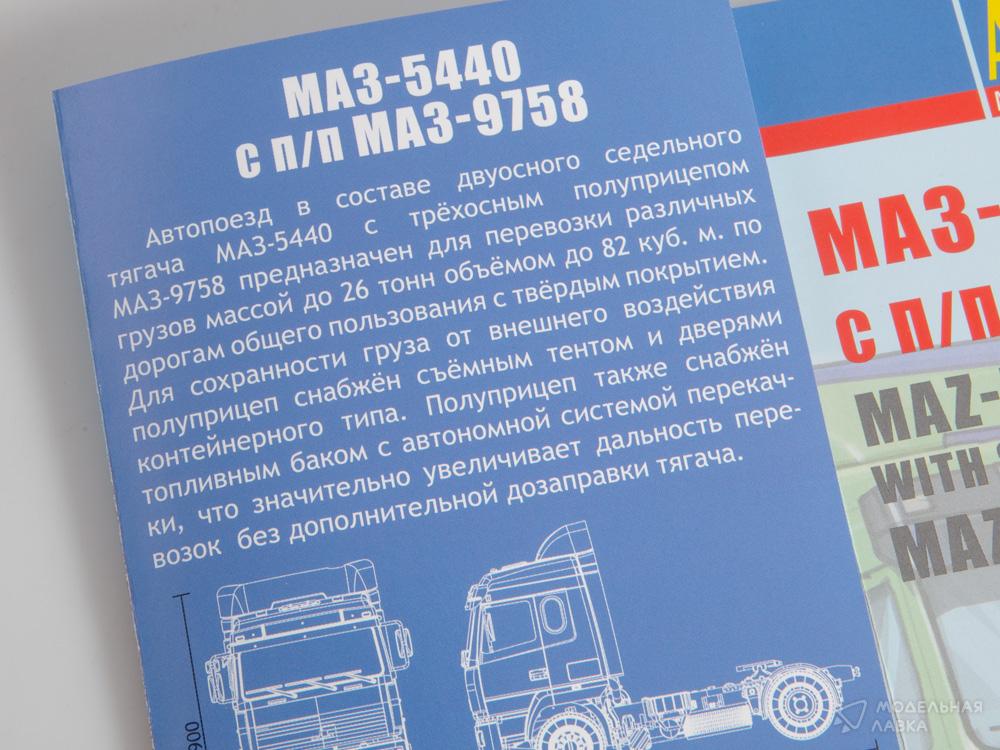 МАЗ-5440
С П/П МАЗ-9758
Автопоезд в составе двуосного седельного
тягача МАЗ-5440 с трёхосным полуприцепом
МАЗ-9758 предназначен для перевозки различных
грузов массой до 26 тонн объёмом до 82 куб. м. по
дорогам общего пользования с твёрдым покрытием.
Для сохранности груза от внешнего воздействия
полуприцеп снабжён съёмным тентом и дверями
контейнерного типа. Полуприцеп также снабжён
топливным баком с автономной системой перекач-
ки, что значительно увеличивает дальность пере-
возок без дополнительной дозаправки тягача.
МАЗ-
С П/П
MAZ-
WITH
MAZ
МОДЕЛЬНАЯ
ЛАВКА